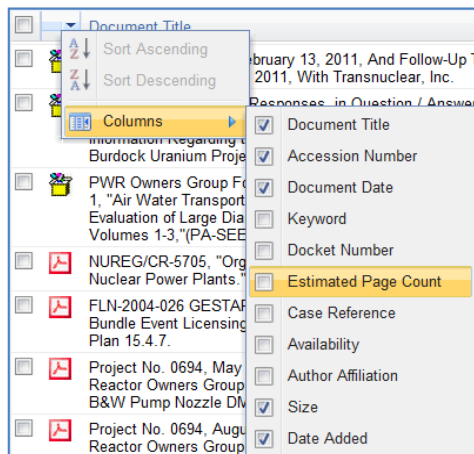 Document Title
Sort Ascending
Sort Descending
Columns
bruary 13, 2011, And Follow-Up
2011, With Transnuclear, Inc.
Responses, in Question / Answe
Information Regarding
Burdock Uranium Proje
PWR Owners Group Fo
1, "Air Water Transport
Evaluation of Large Dia
Volumes 1-3,"(PA-SEE
NUREG/CR-5705, "Org
Nuclear Power Plants."
FLN-2004-026 GESTAR
Bundle Event Licensing
Plan 15.4.7.
Project No. 0694, May
Reactor Owners Group
B&W Pump Nozzle DM
Project No. 0694, Augu
Reactor Owners Group
Document Title
Accession Number
Document Date
Keyword
Docket Number
Estimated Page Count
Case Reference
Availability
Author Affiliation
Size
Date Added